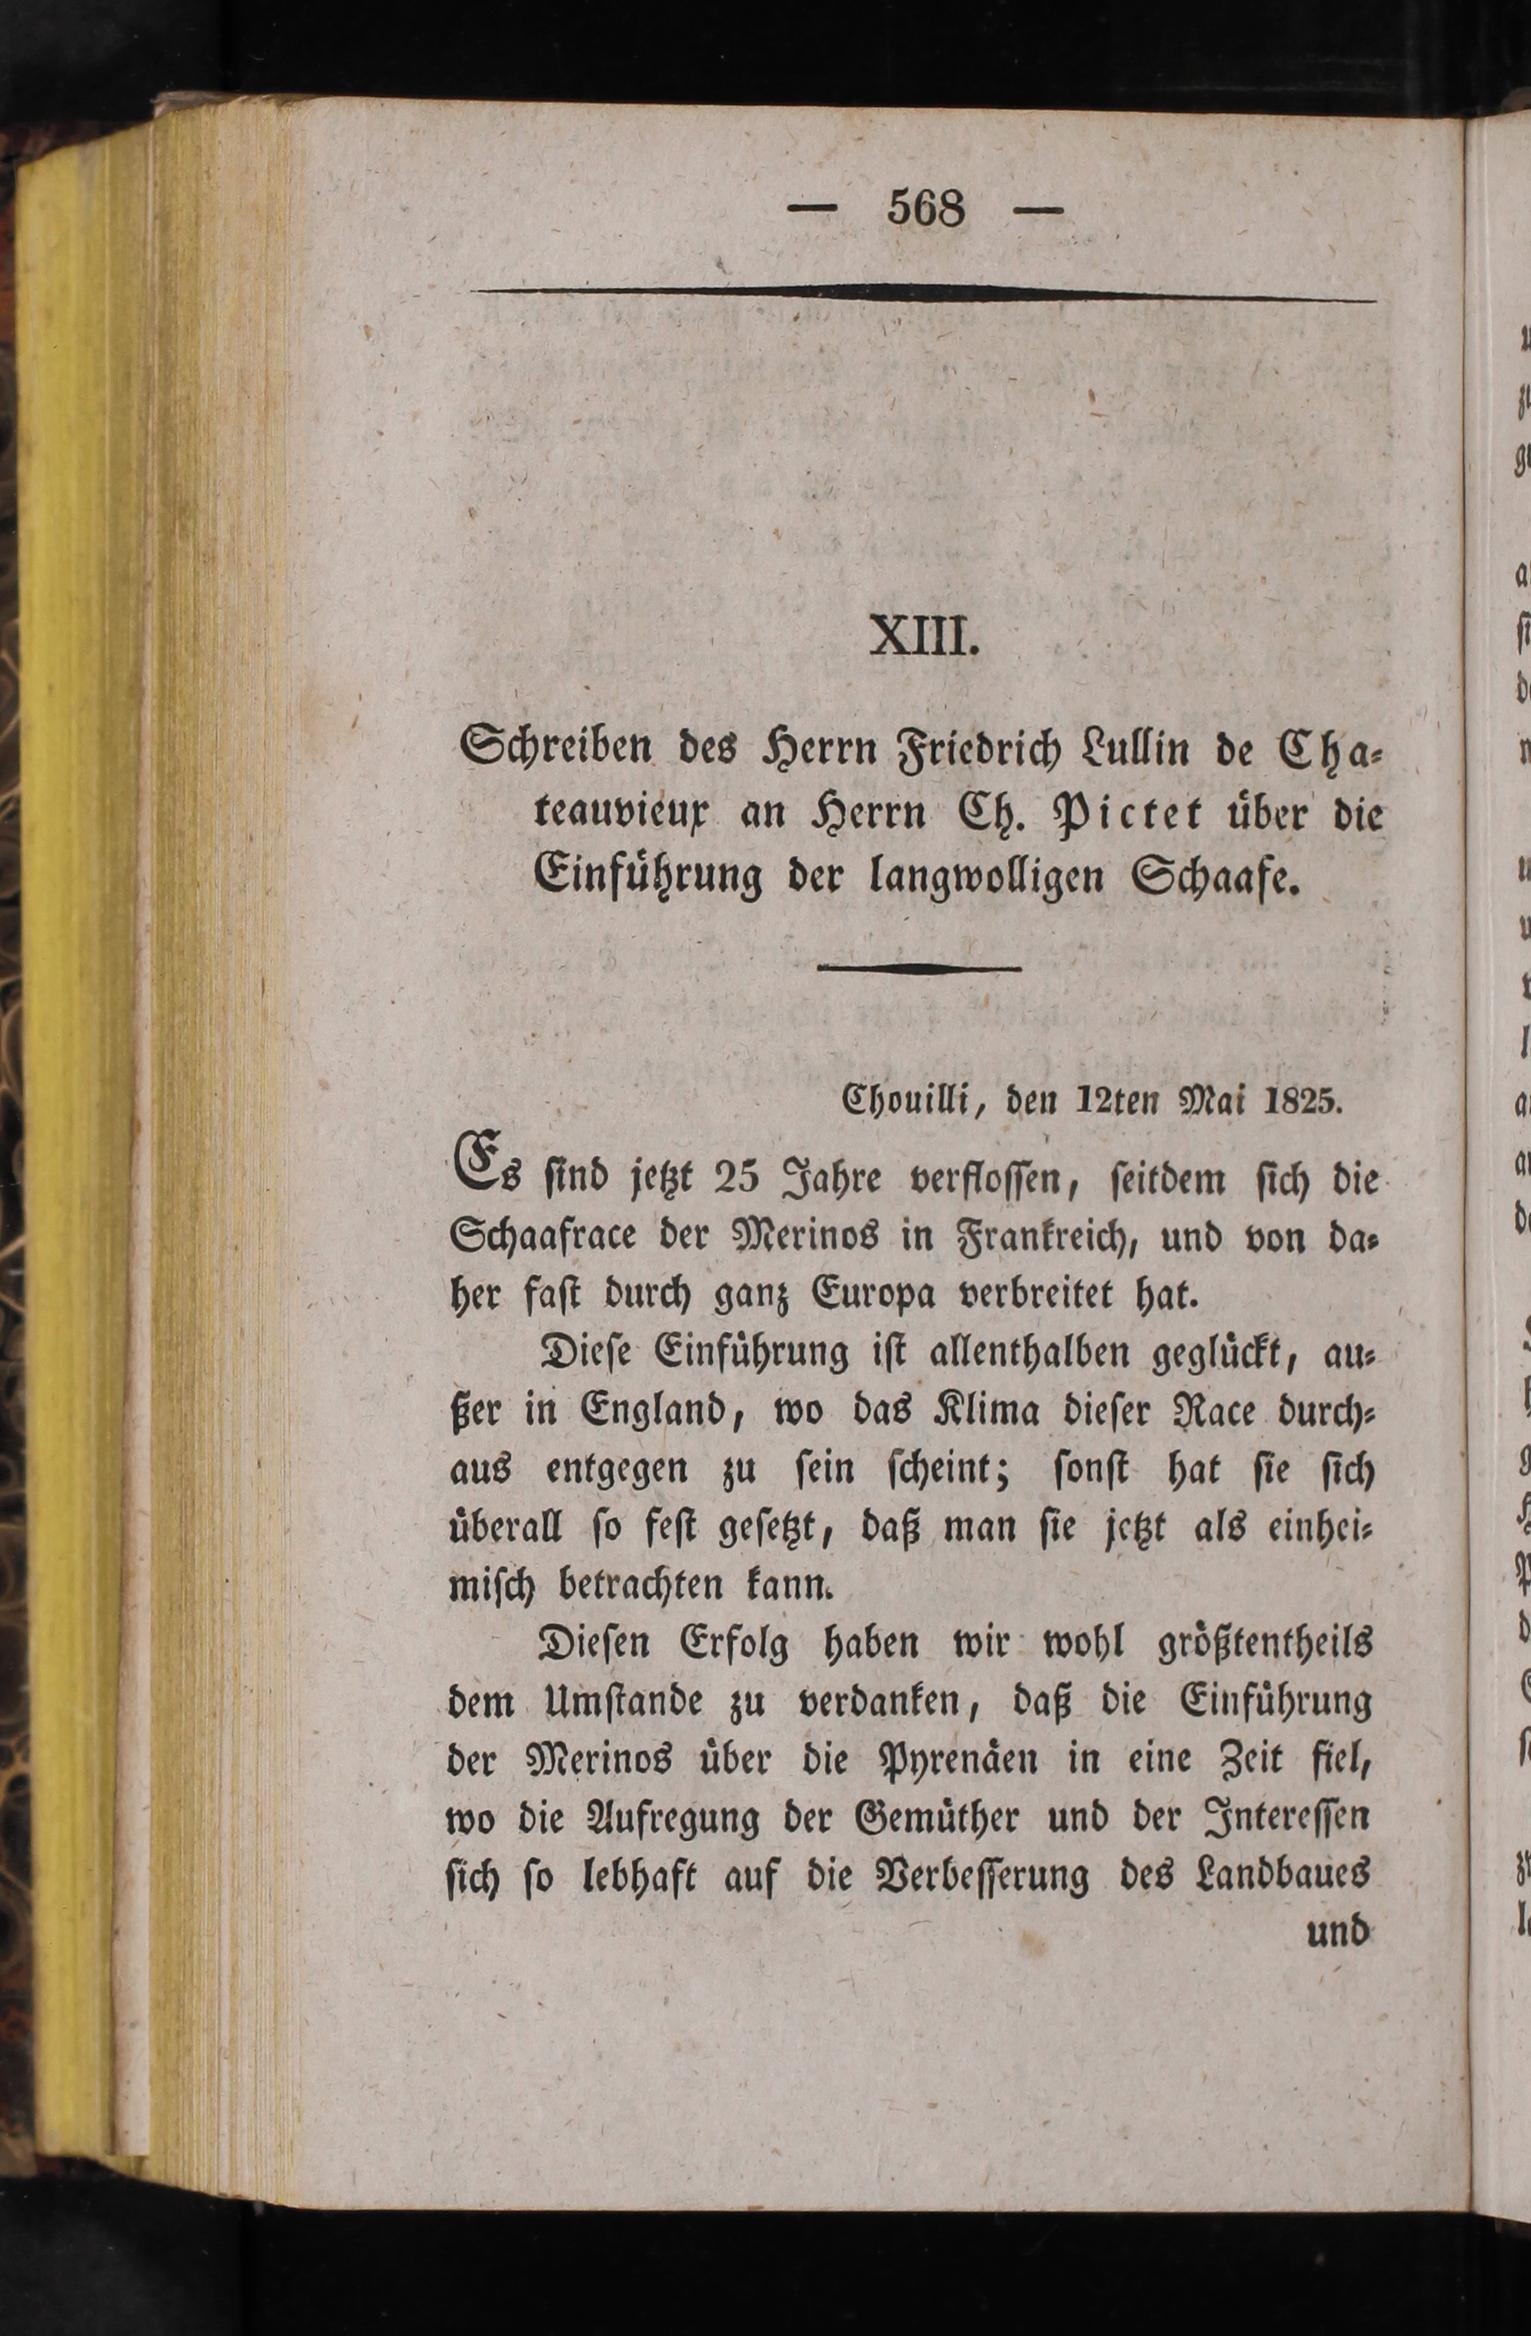 — 568 —
XIII.
Schreiben des Herrn Friedrich Lullin de Cha⸗
teauvieux an Herrn Ch. Pictet über die
Einführung der langwolligen Schaafe.
Chouilli, den 12ten Mai 1825.
Es ſind jetzt 25 Jahre verfloſſen, ſeitdem ſich die
Schaafrace der Merinos in Frankreich, und von da⸗
her faſt durch ganz Europa verbreitet hat.
Dieſe Einführung iſt allenthalben geglückt, au⸗
ßer in England, wo das Klima dieſer Race durch⸗
aus entgegen zu ſein ſcheint; ſonſt hat ſie ſich
überall ſo feſt geſetzt, daß man ſie jetzt als einhei⸗
miſch betrachten kann.
Dieſen Erfolg haben wir wohl größtentheils
dem Umſtande zu verdanken, daß die Einführung
der Merinos über die Pyrenäen in eine Zeit fiel,
wo die Aufregung der Gemüther und der Intereſſen
ſich ſo lebhaft auf die Verbeſſerung des Landbaues
und